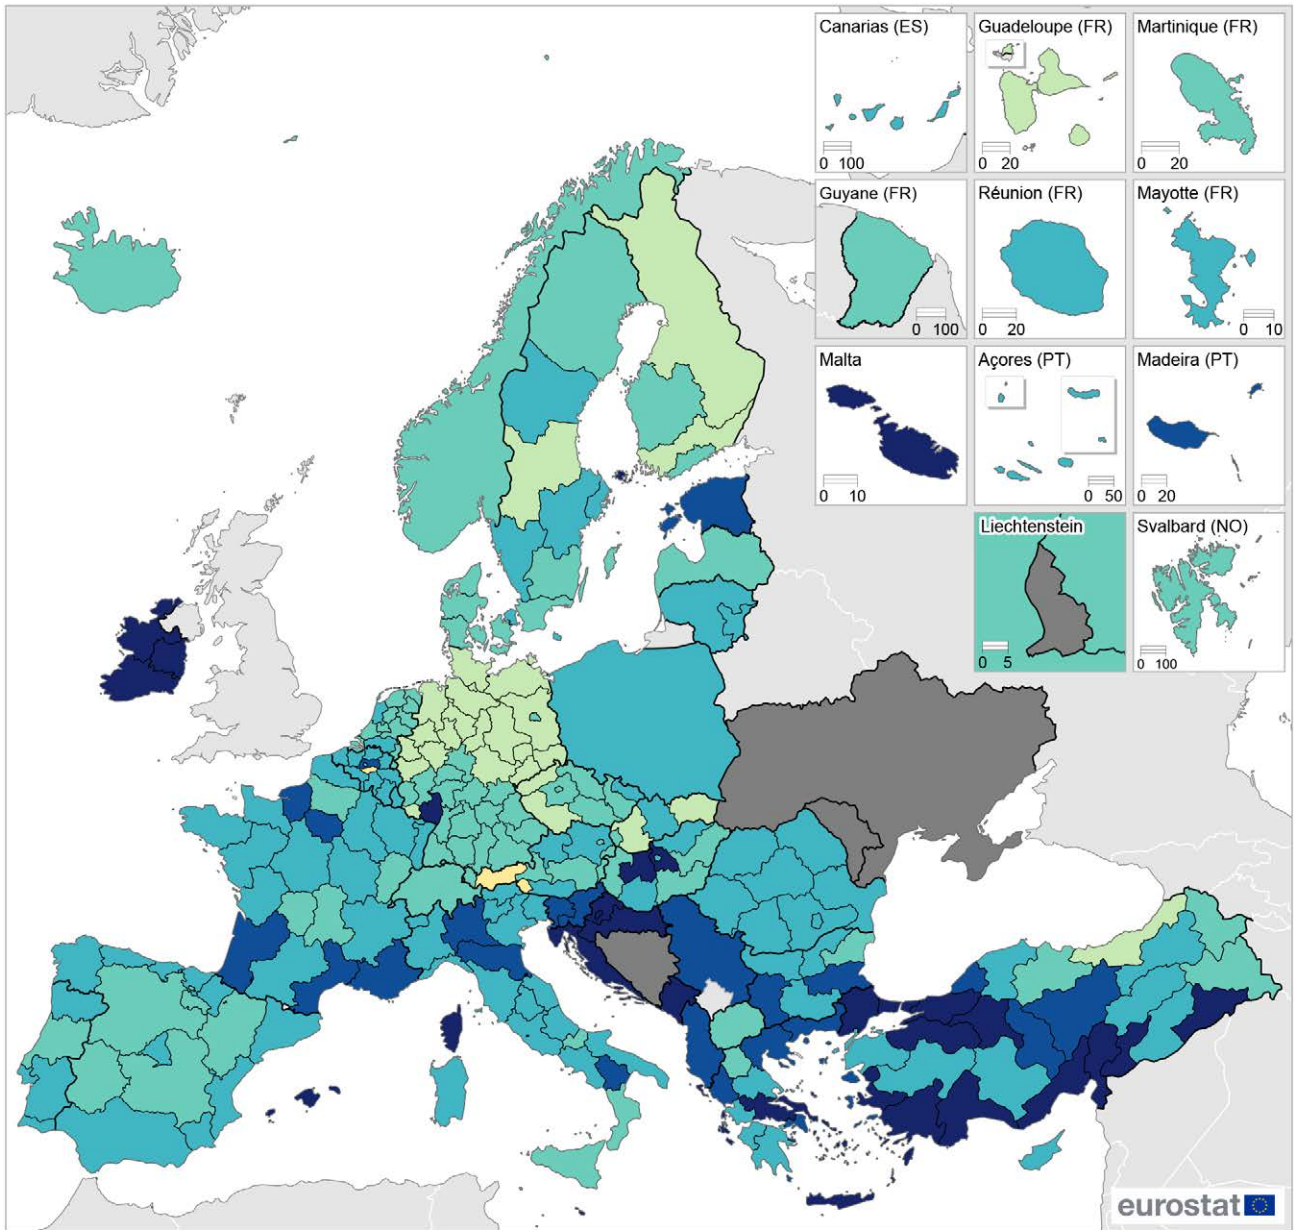 Canarias (ES)
0 100
Guadeloupe (FR)
0 20
Martinique (FR)
0 20
Guyane (FR)
0 100
Réunion (FR)
0 20
Mayotte (FR)
0 10
Malta
0 10
Açores (PT)
0 50
Madeira (PT)
0 20
Liechtenstein
0 5
Svalbard (NO)
0 100
eurostat